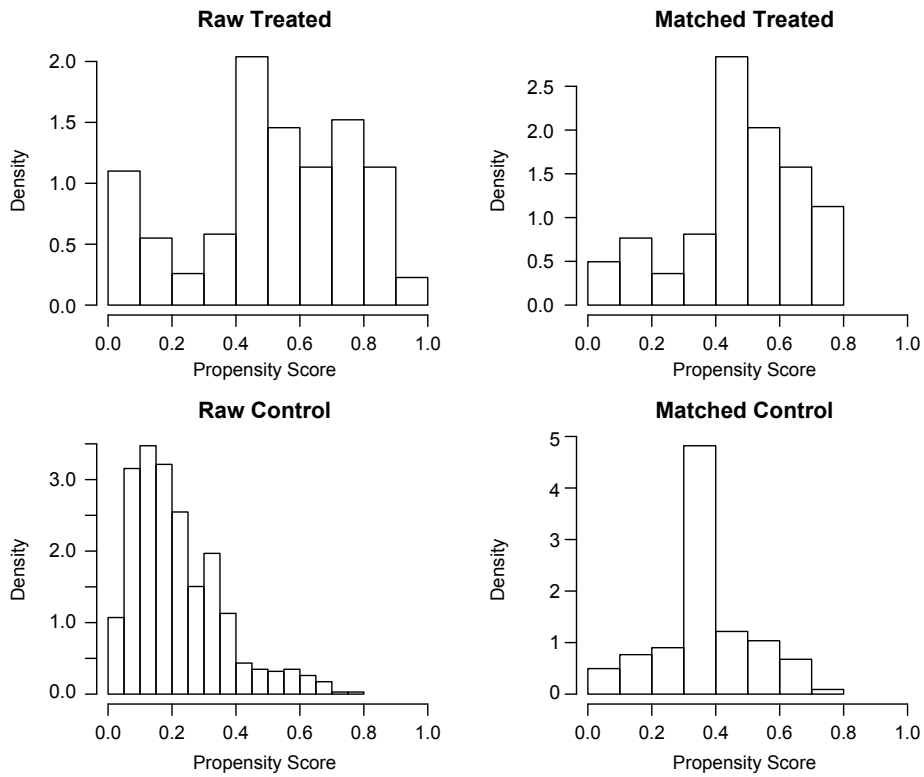 Raw Treated
Density
2.0
1.5
1.0
0.5
0.0
0.0 0.2 0.4 0.6 0.8 1.0
Propensity Score
Matched Treated
Density
2.5
2.0
1.5
1.0
0.5
0.0
0.0 0.2 0.4 0.6 0.8 1.0
Propensity Score
Raw Control
Density
3.0
2.0
1.0
0.0
0.0 0.2 0.4 0.6 0.8 1.0
Propensity Score
Matched Control
Density
5
4
3
2
1
0
0.0 0.2 0.4 0.6 0.8 1.0
Propensity Score